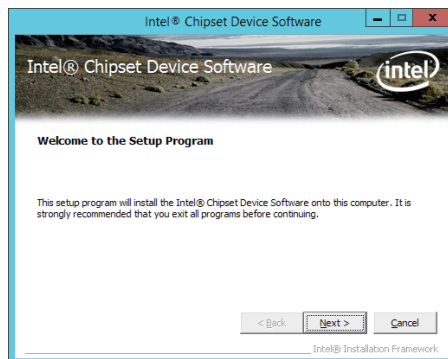 Intel® Chipset Device Software
Intel® Chipset Device Software
intel
Welcome to the Setup Program
This setup program will install the Intel® Chipset Device Software onto this computer. It is
strongly recommended that you exit all programs before continuing.
< Back
Next >
Cancel
Intel® Installation Framework